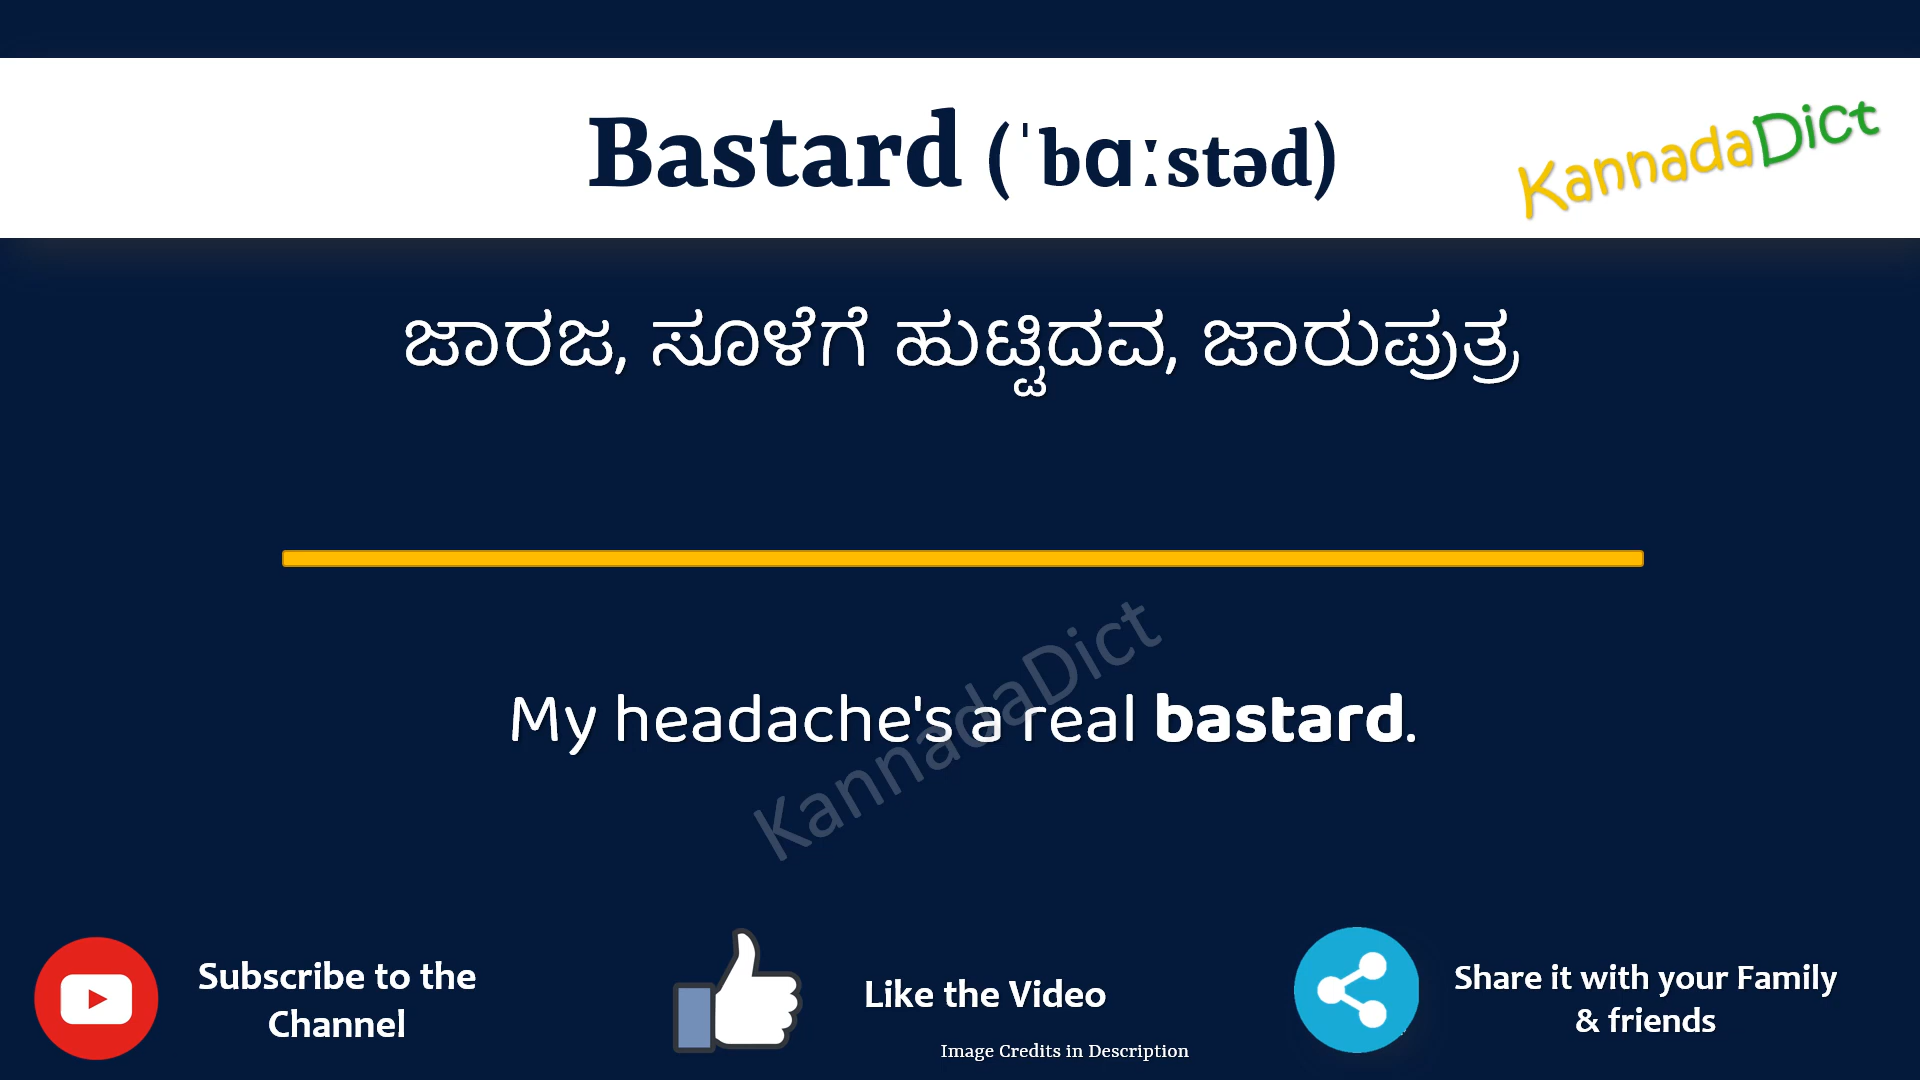 Bastard (ˈbɑːstəd)
KannadaDict
ಜಾರಜ, ಸೂಳೆಗೆ ಹುಟ್ಟಿದವ, ಜಾರುಪುತ್ರ
My headache's a real bastard.
KannadaDict
Subscribe to the
Channel
Like the Video
Share it with your Family
& friends
Image Credits in Description